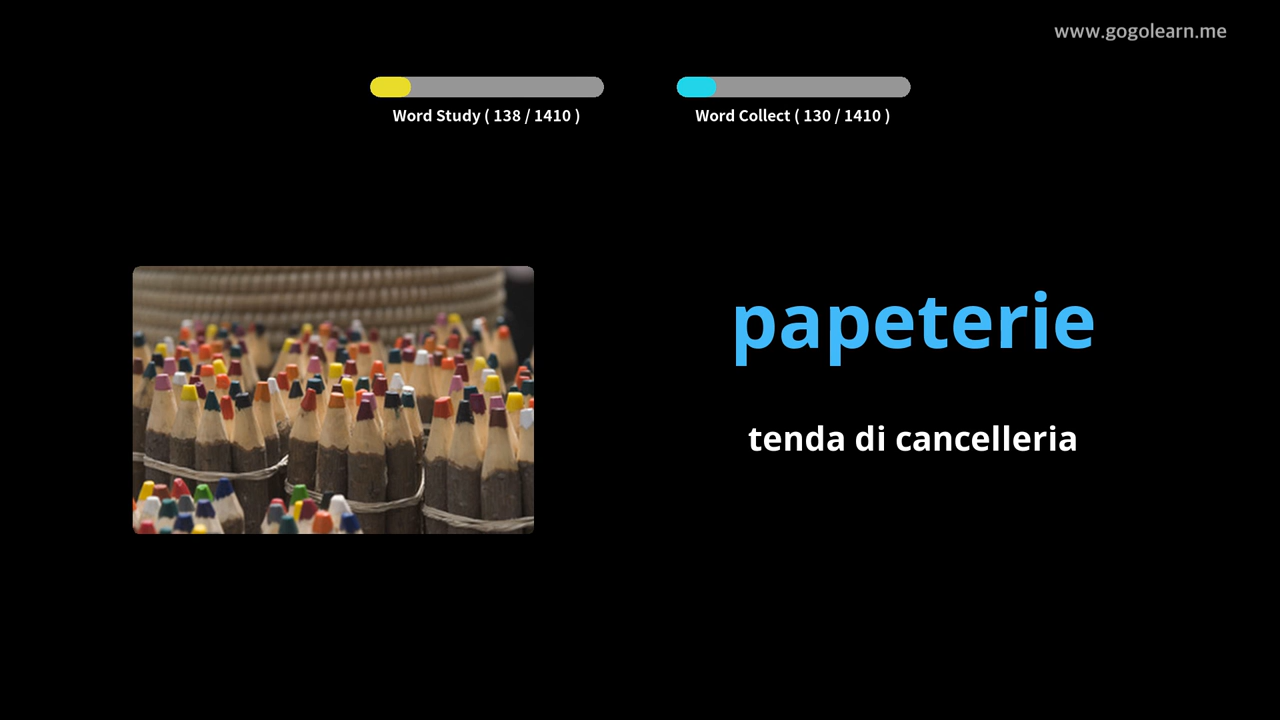 www.gogolearn.me
Word Study ( 138 / 1410 )
Word Collect ( 130 / 1410 )
papeterie
tenda di cancelleria